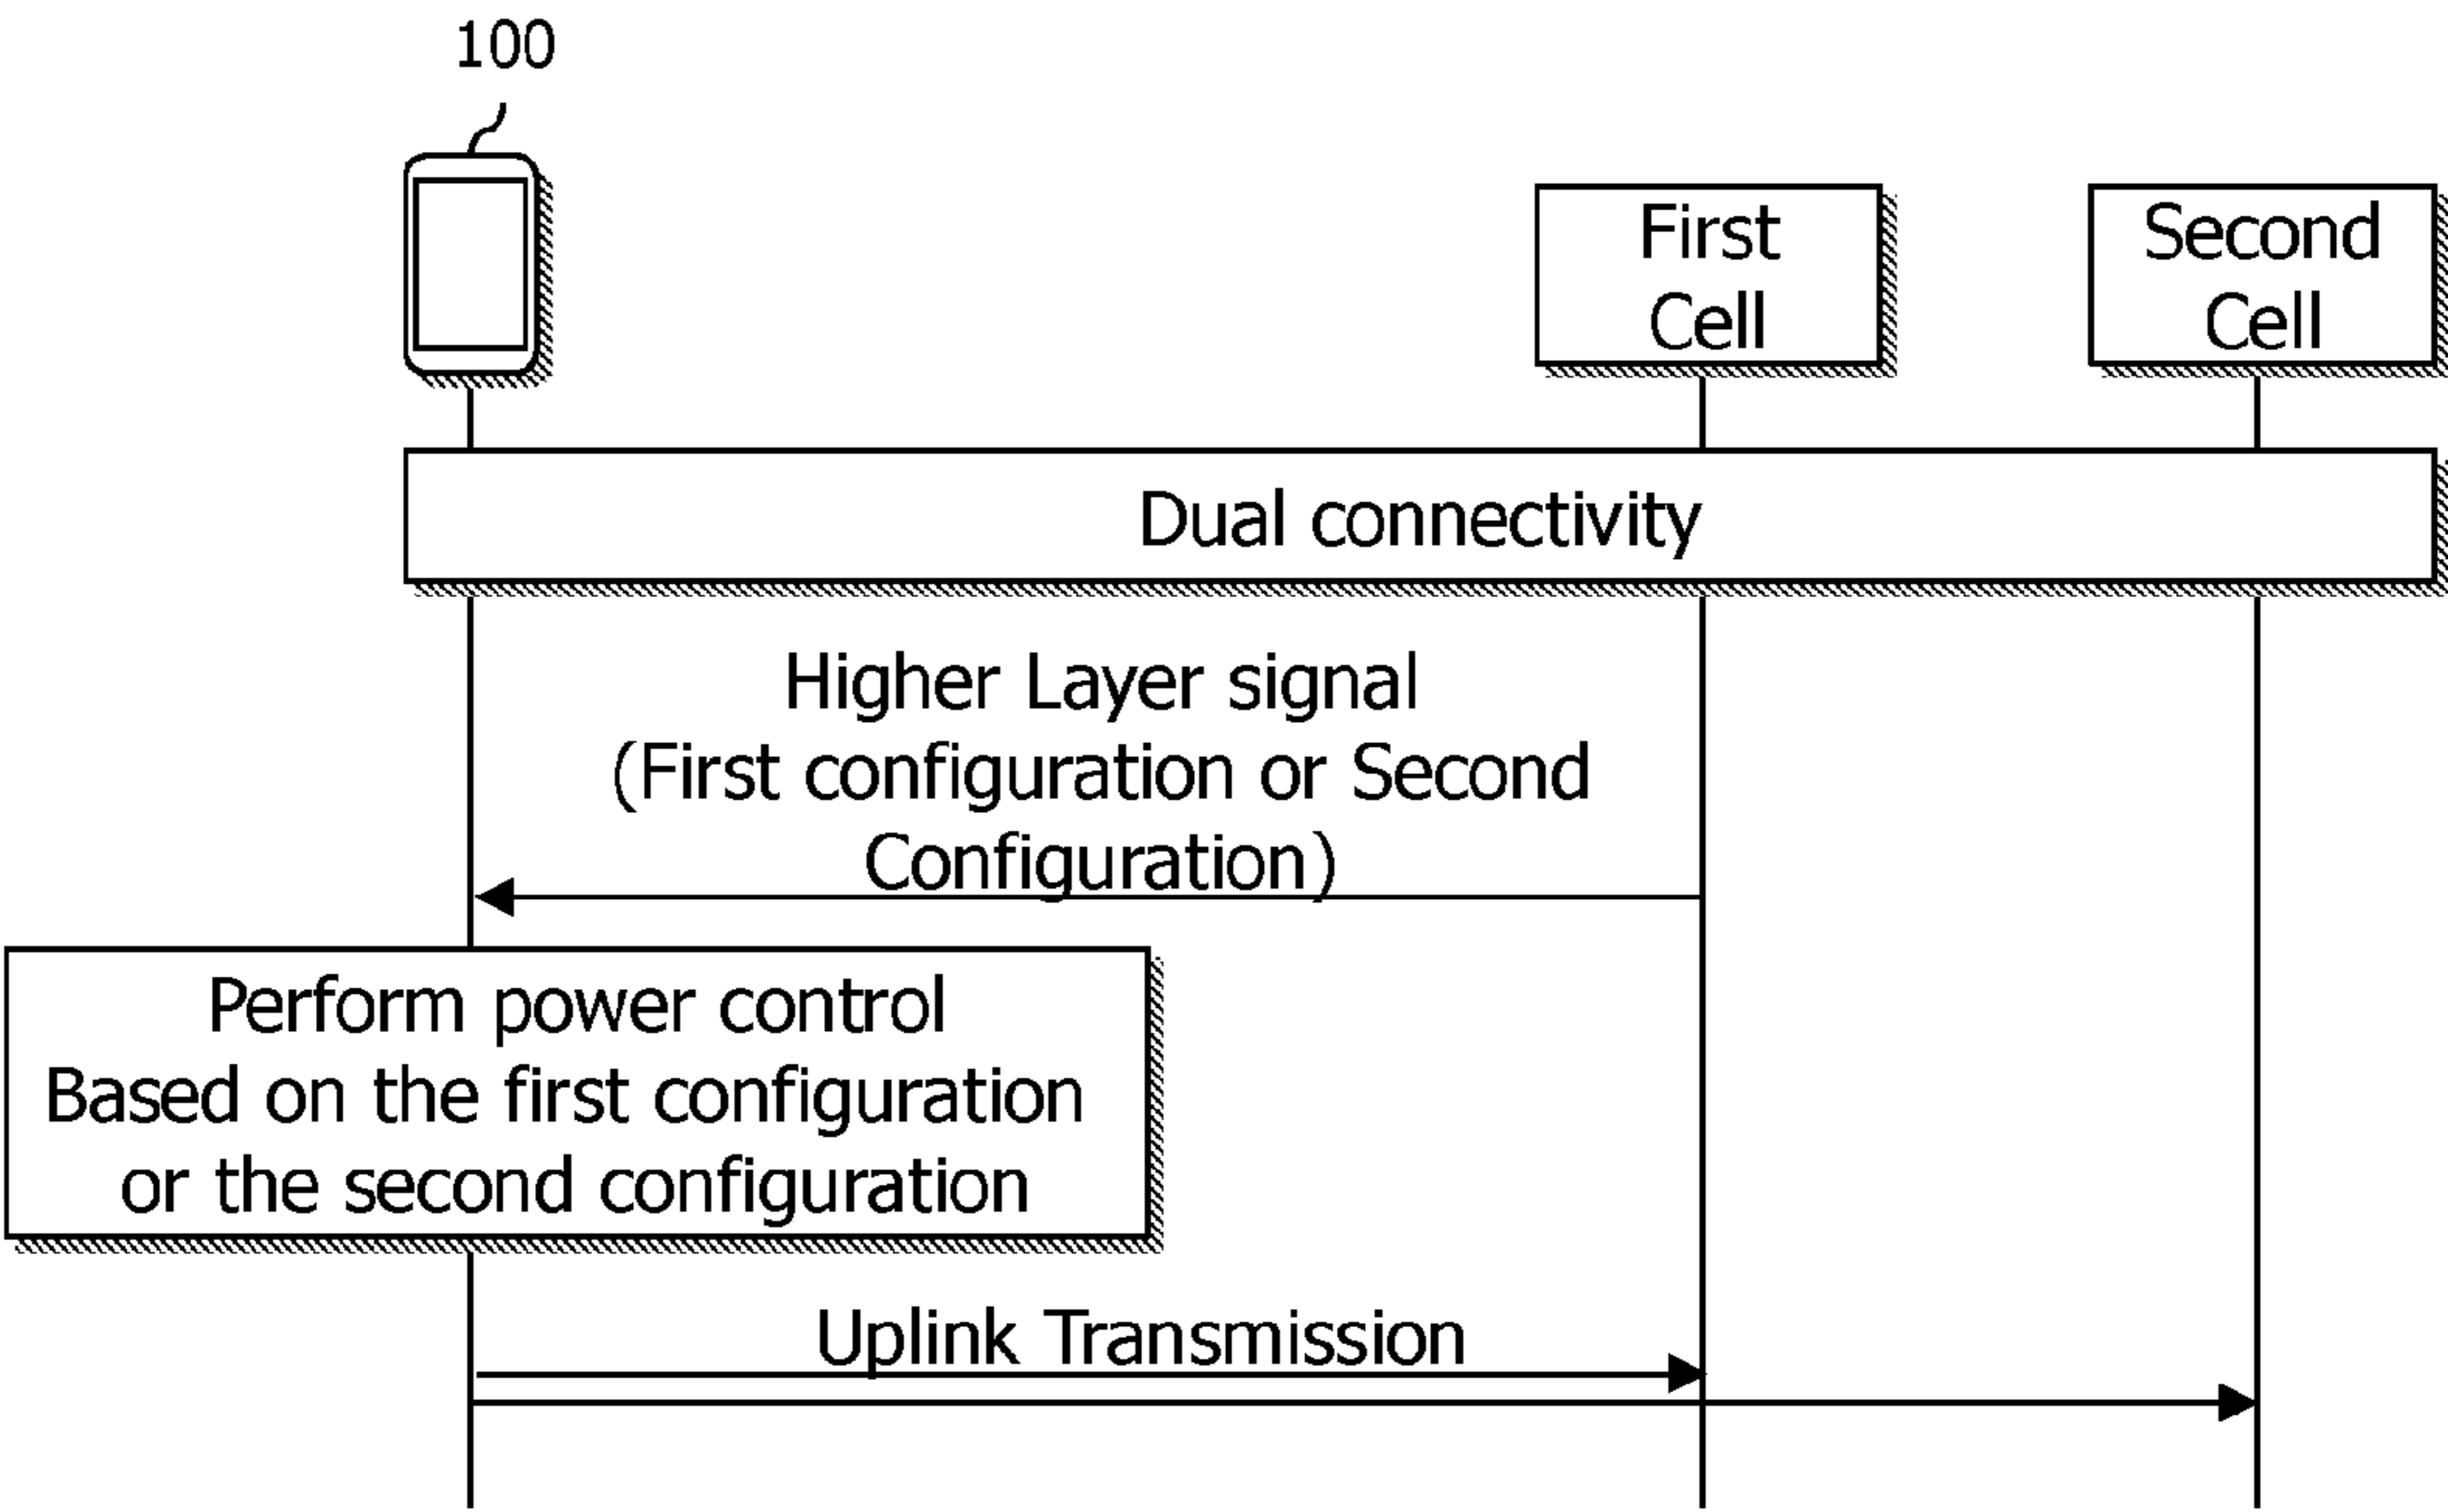 100
First
Cell
Second
Cell
Dual connectivity
Higher Layer signal
(First configuration or Second
Configuration)
Perform power control
Based on the first configuration
or the second configuration
Uplink Transmission